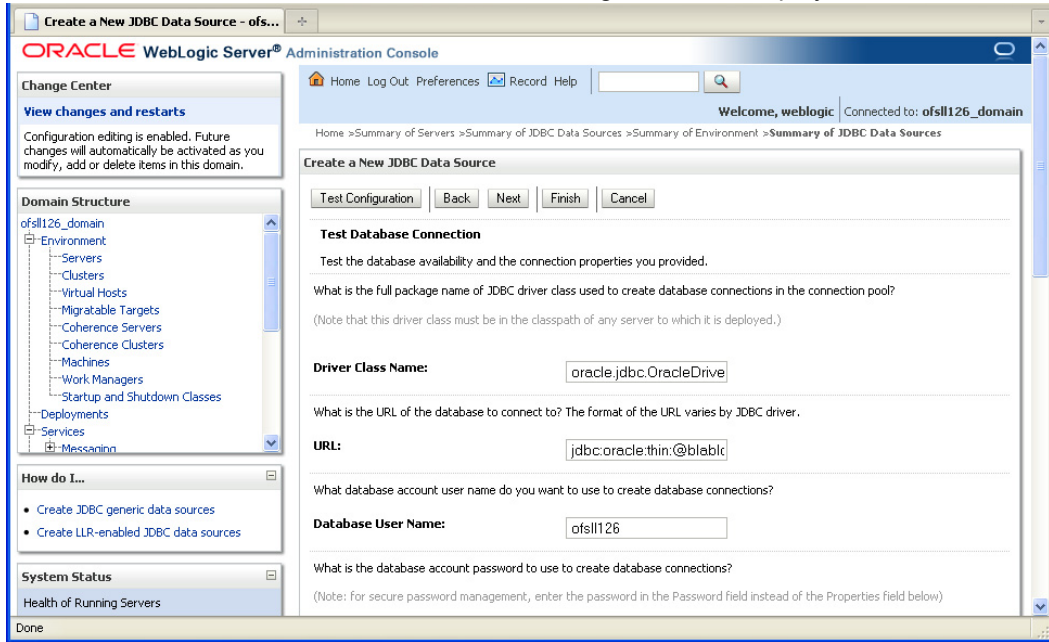 Create a New JDBC Data Source - ofs...
ORACLE WebLogic Server® Administration Console
Change Center
View changes and restarts
Configuration editing is enabled. Future
changes will automatically be activated as you
modify, add or delete items in this domain.
Domain Structure
ofsll126_domain
Environment
Servers
Clusters
Virtual Hosts
Migratable Targets
Coherence Servers
Coherence Clusters
Machines
Work Managers
Startup and Shutdown Classes
Deployments
Services
Messaging
How do I...
Create JDBC generic data sources
Create LLR-enabled JDBC data sources
System Status
Health of Running Servers
Home Log Out Preferences Record Help
Welcome, weblogic Connected to: ofsll126_domain
Home >Summary of Servers >Summary of JDBC Data Sources >Summary of Environment >Summary of JDBC Data Sources
Create a New JDBC Data Source
Test Configuration Back Next Finish Cancel
Test Database Connection
Test the database availability and the connection properties you provided.
What is the full package name of JDBC driver class used to create database connections in the connection pool?
(Note that this driver class must be in the classpath of any server to which it is deployed.)
Driver Class Name: oracle.jdbc.OracleDrive
What is the URL of the database to connect to? The format of the URL varies by JDBC driver.
URL: jdbc:oracle:thin:@blablo
What database account user name do you want to use to create database connections?
Database User Name: ofsll126
What is the database account password to use to create database connections?
(Note: for secure password management, enter the password in the Password field instead of the Properties field below)
Done